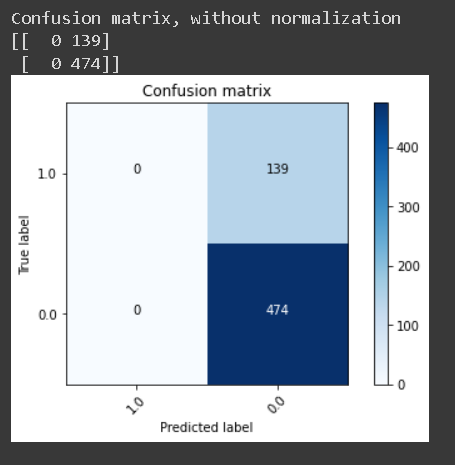 Confusion matrix, without normalization
[[  0 139]
 [  0 474]]
Confusion matrix
1.0
0
139
0.0
0
474
True label
1.0
0.0
Predicted label
400
300
200
100
0